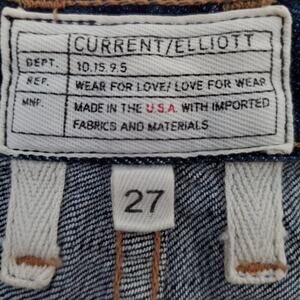 CURRENT/ELLIOTT
DEPT. 10.15.9.5
REF. WEAR FOR LOVE/ LOVE FOR WEAR
MNF. MADE IN THE U.S.A. WITH IMPORTED
FABRICS AND MATERIALS
27